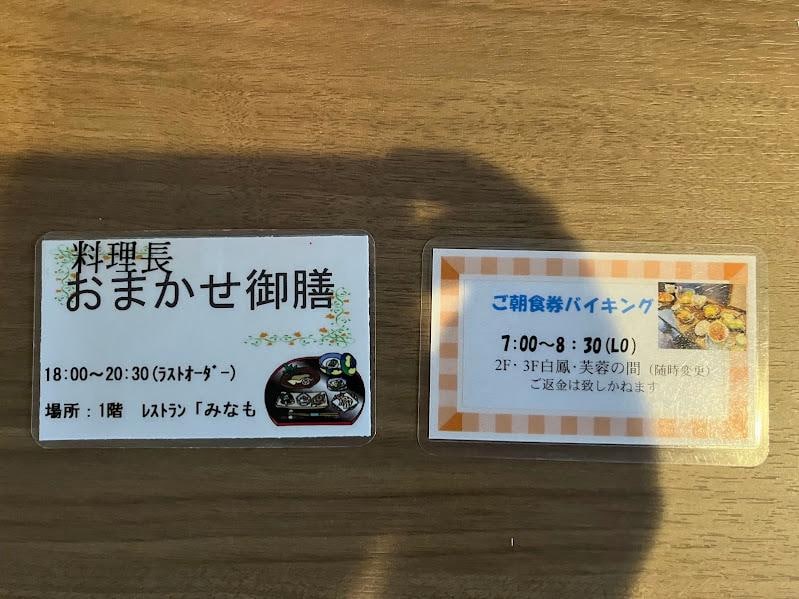 料理長
おまかせ御膳
18:00～20:30(ﾗｽﾄｵｰﾀﾞｰ)
場所：1階　ﾚｽﾄﾗﾝ「みなも
ご朝食券バイキング
7:00～8：30(LO)
2F・3F白鳳・芙蓉の間（随時変更）
ご返金は致しかねます